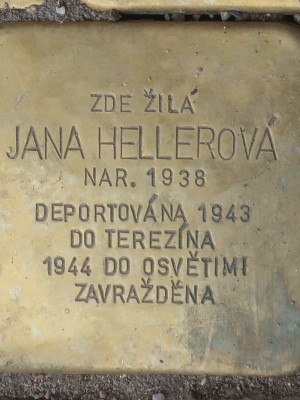 ZDE ŽILA
JANA HELLEROVÁ
NAR. 1938
DEPORTOVÁNA 1943
DO TEREZÍNA
1944 DO OSVĚTIMI
ZAVRAŽDĚNA